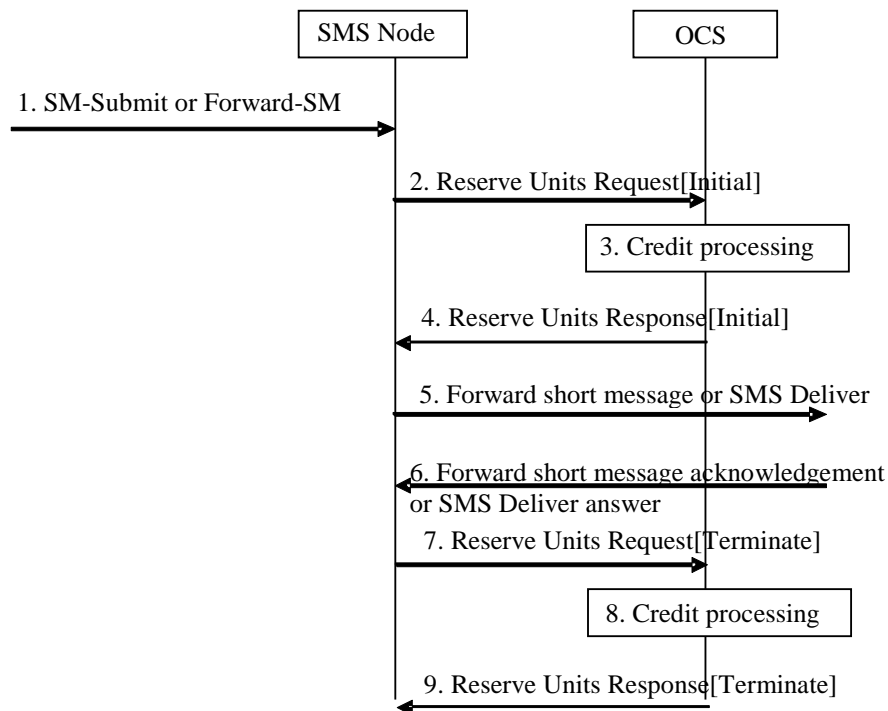 SMS Node
OCS
1. SM-Submit or Forward-SM
2. Reserve Units Request[Initial]
3. Credit processing
4. Reserve Units Response[Initial]
5. Forward short message or SMS Deliver
6. Forward short message acknowledgement
or SMS Deliver answer
7. Reserve Units Request[Terminate]
8. Credit processing
9. Reserve Units Response[Terminate]